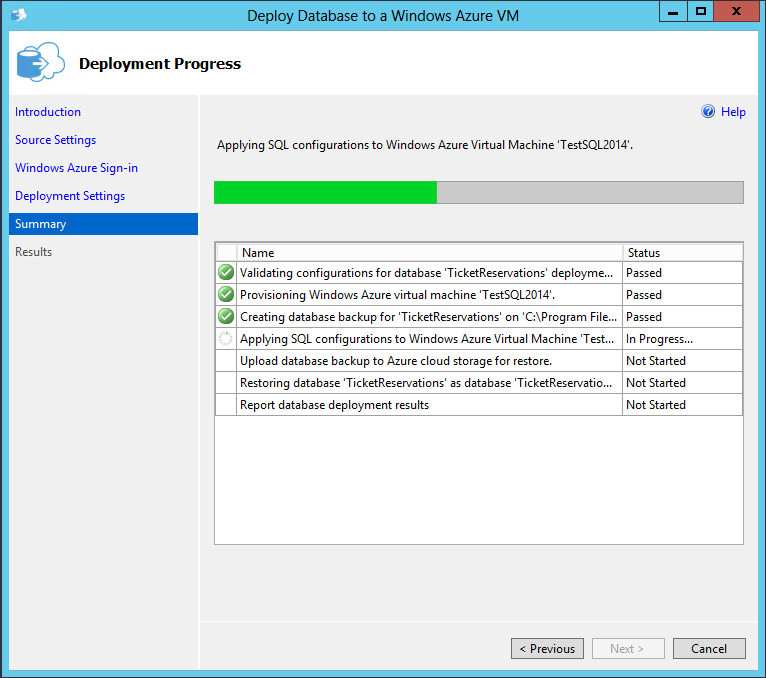 Deploy Database to a Windows Azure VM
Deployment Progress
Introduction
Source Settings
Windows Azure Sign-in
Deployment Settings
Summary
Results
Help
Applying SQL configurations to Windows Azure Virtual Machine 'TestSQL2014'.
Name Status
Validating configurations for database 'TicketReservations' deployme... Passed
Provisioning Windows Azure virtual machine 'TestSQL2014'. Passed
Creating database backup for 'TicketReservations' on 'C:\Program File... Passed
Applying SQL configurations to Windows Azure Virtual Machine 'Test... In Progress...
Upload database backup to Azure cloud storage for restore. Not Started
Restoring database 'TicketReservations' as database 'TicketReservatio... Not Started
Report database deployment results Not Started
< Previous Next > Cancel